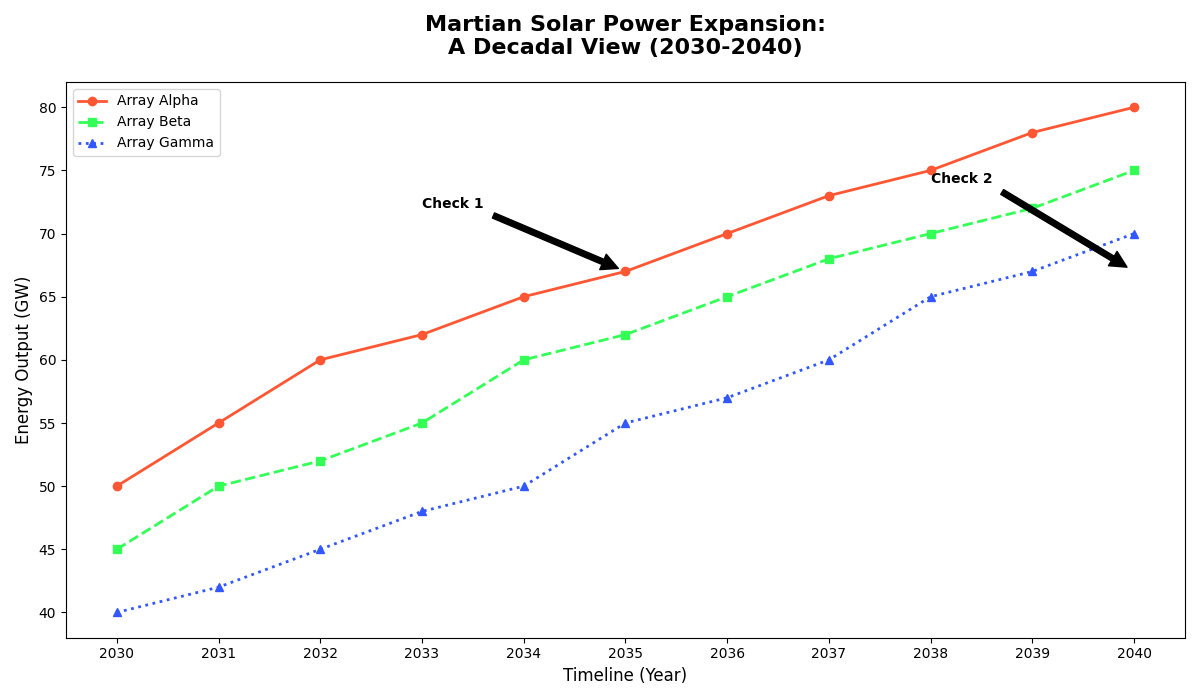 Martian Solar Power Expansion:
A Decadal View (2030-2040)
Array Alpha
Array Beta
Array Gamma
Check 1
Check 2
Energy Output (GW)
80
75
70
65
60
55
50
45
40
2030 2031 2032 2033 2034 2035 2036 2037 2038 2039 2040
Timeline (Year)